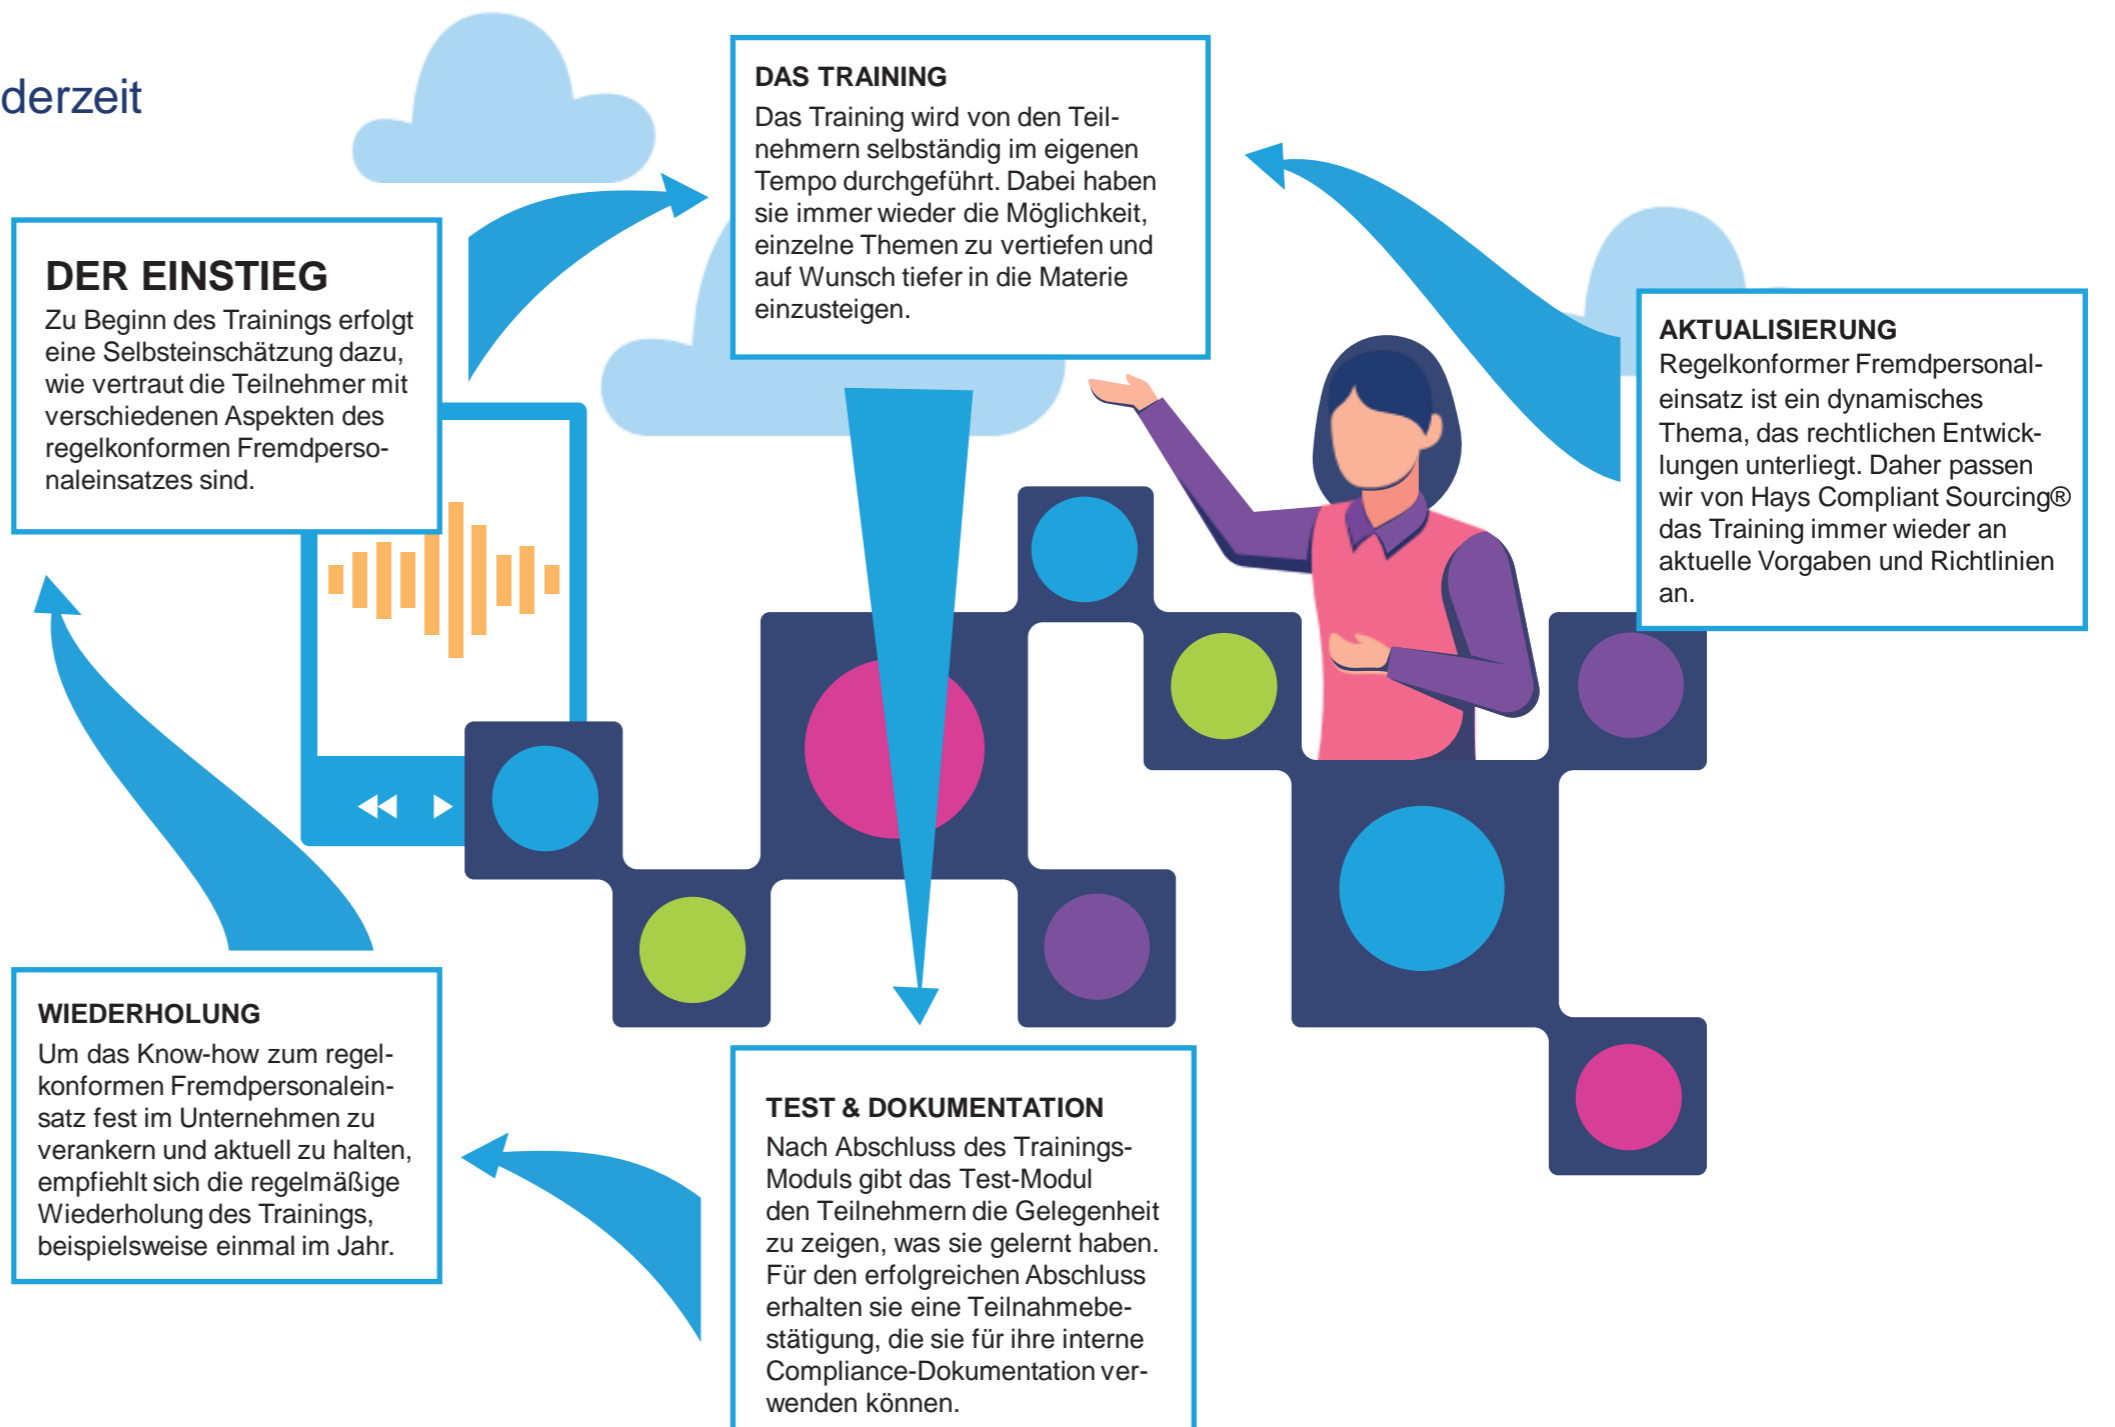 derzeit
DER EINSTIEG
Zu Beginn des Trainings erfolgt
eine Selbsteinschätzung dazu,
wie vertraut die Teilnehmer mit
verschiedenen Aspekten des
regelkonformen Fremdperso-
naleinsatzes sind.
DAS TRAINING
Das Training wird von den Teil-
nehmern selbständig im eigenen
Tempo durchgeführt. Dabei haben
sie immer wieder die Möglichkeit,
einzelne Themen zu vertiefen und
auf Wunsch tiefer in die Materie
einzusteigen.
AKTUALISIERUNG
Regelkonformer Fremdpersonal-
einsatz ist ein dynamisches
Thema, das rechtlichen Entwick-
lungen unterliegt. Daher passen
wir von Hays Compliant Sourcing®
das Training immer wieder an
aktuelle Vorgaben und Richtlinien
an.
WIEDERHOLUNG
Um das Know-how zum regel-
konformen Fremdpersonalein-
satz fest im Unternehmen zu
verankern und aktuell zu halten,
empfiehlt sich die regelmäßige
Wiederholung des Trainings,
beispielsweise einmal im Jahr.
TEST & DOKUMENTATION
Nach Abschluss des Trainings-
Moduls gibt das Test-Modul
den Teilnehmern die Gelegenheit
zu zeigen, was sie gelernt haben.
Für den erfolgreichen Abschluss
erhalten sie eine Teilnahmebe-
stätigung, die sie für ihre interne
Compliance-Dokumentation ver-
wenden können.